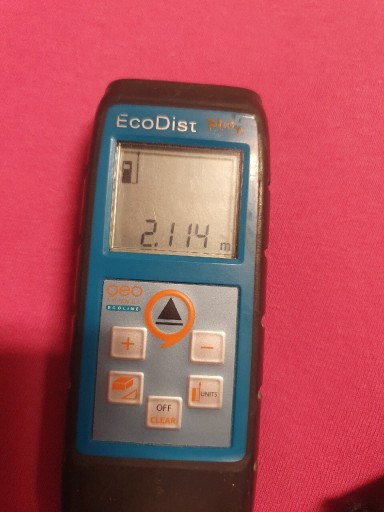 EcoDist
2.114 m
geo
ECOLINE
+ −
UNITS
OFF
CLEAR